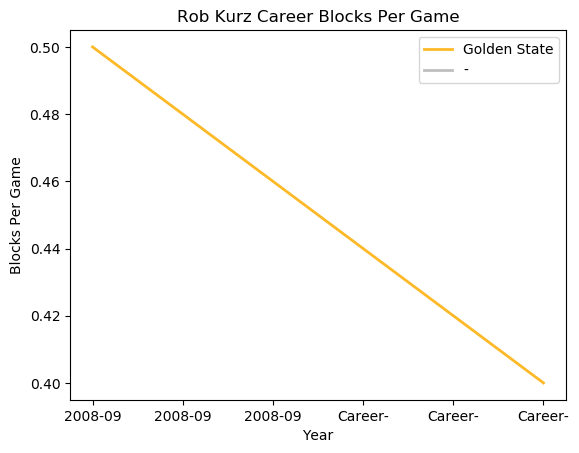 Rob Kurz Career Blocks Per Game
Golden State
-
0.50
0.48
0.46
0.44
0.42
0.40
Blocks Per Game
2008-09 2008-09 2008-09 Career- Career- Career-
Year